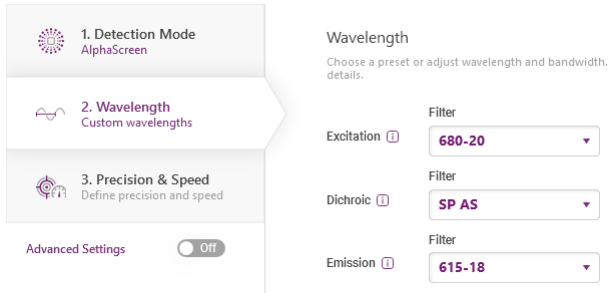 1. Detection Mode
AlphaScreen
2. Wavelength
Custom wavelengths
3. Precision & Speed
Define precision and speed
Advanced Settings
Off
Wavelength
Choose a preset or adjust wavelength and bandwidth.
details.
Filter
Excitation
680-20
Filter
Dichroic
SP AS
Filter
Emission
615-18